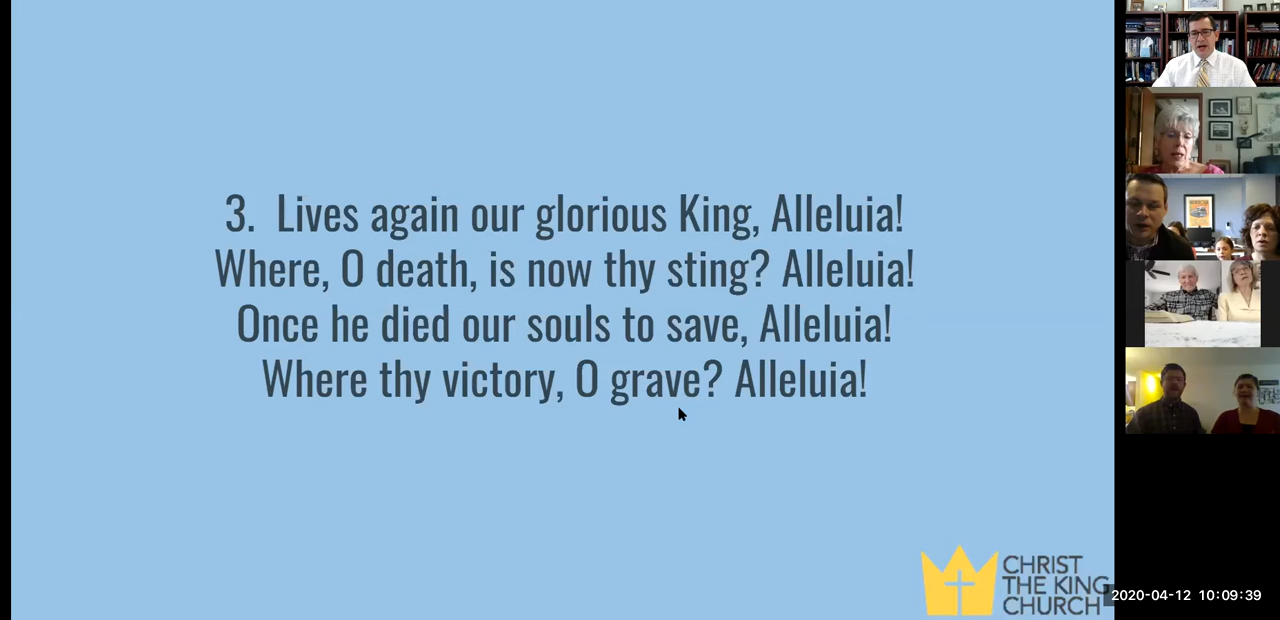 3. Lives again our glorious King, Alleluia!
Where, O death, is now thy sting? Alleluia!
Once he died our souls to save, Alleluia!
Where thy victory, O grave? Alleluia!
CHRIST
THE KING
CHURCH
2020-04-12 10:09:39